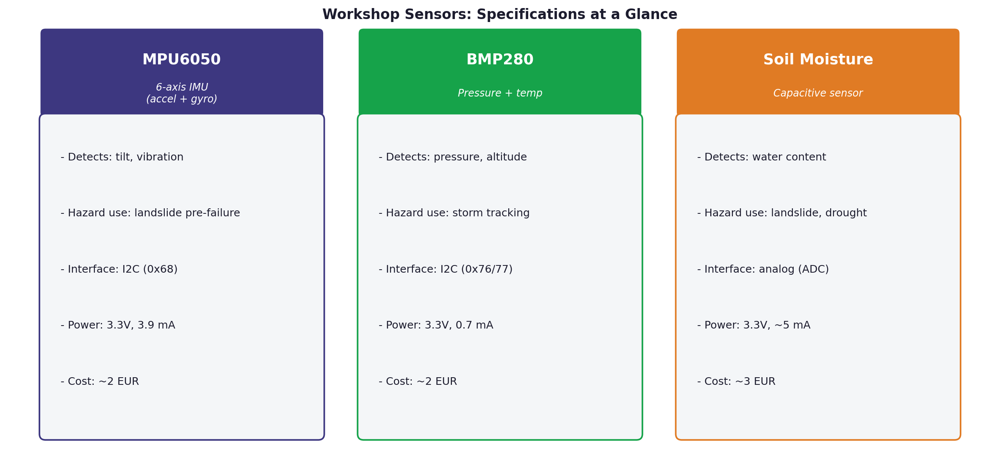 Workshop Sensors: Specifications at a Glance
MPU6050
6-axis IMU
(accel + gyro)
- Detects: tilt, vibration
- Hazard use: landslide pre-failure
- Interface: I2C (0x68)
- Power: 3.3V, 3.9 mA
- Cost: ~2 EUR
BMP280
Pressure + temp
- Detects: pressure, altitude
- Hazard use: storm tracking
- Interface: I2C (0x76/77)
- Power: 3.3V, 0.7 mA
- Cost: ~2 EUR
Soil Moisture
Capacitive sensor
- Detects: water content
- Hazard use: landslide, drought
- Interface: analog (ADC)
- Power: 3.3V, ~5 mA
- Cost: ~3 EUR